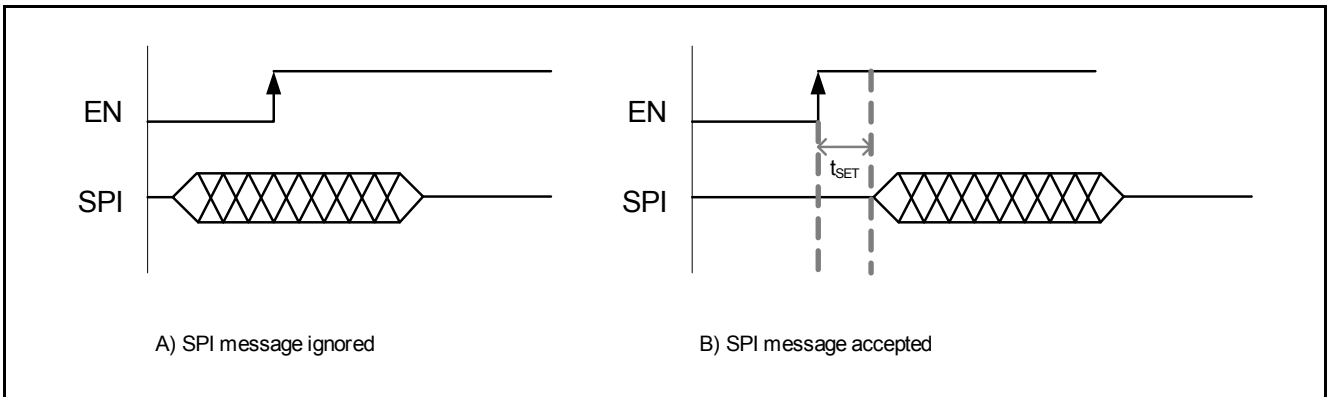 EN
SPI
A) SPI message ignored
EN
tSET
SPI
B) SPI message accepted